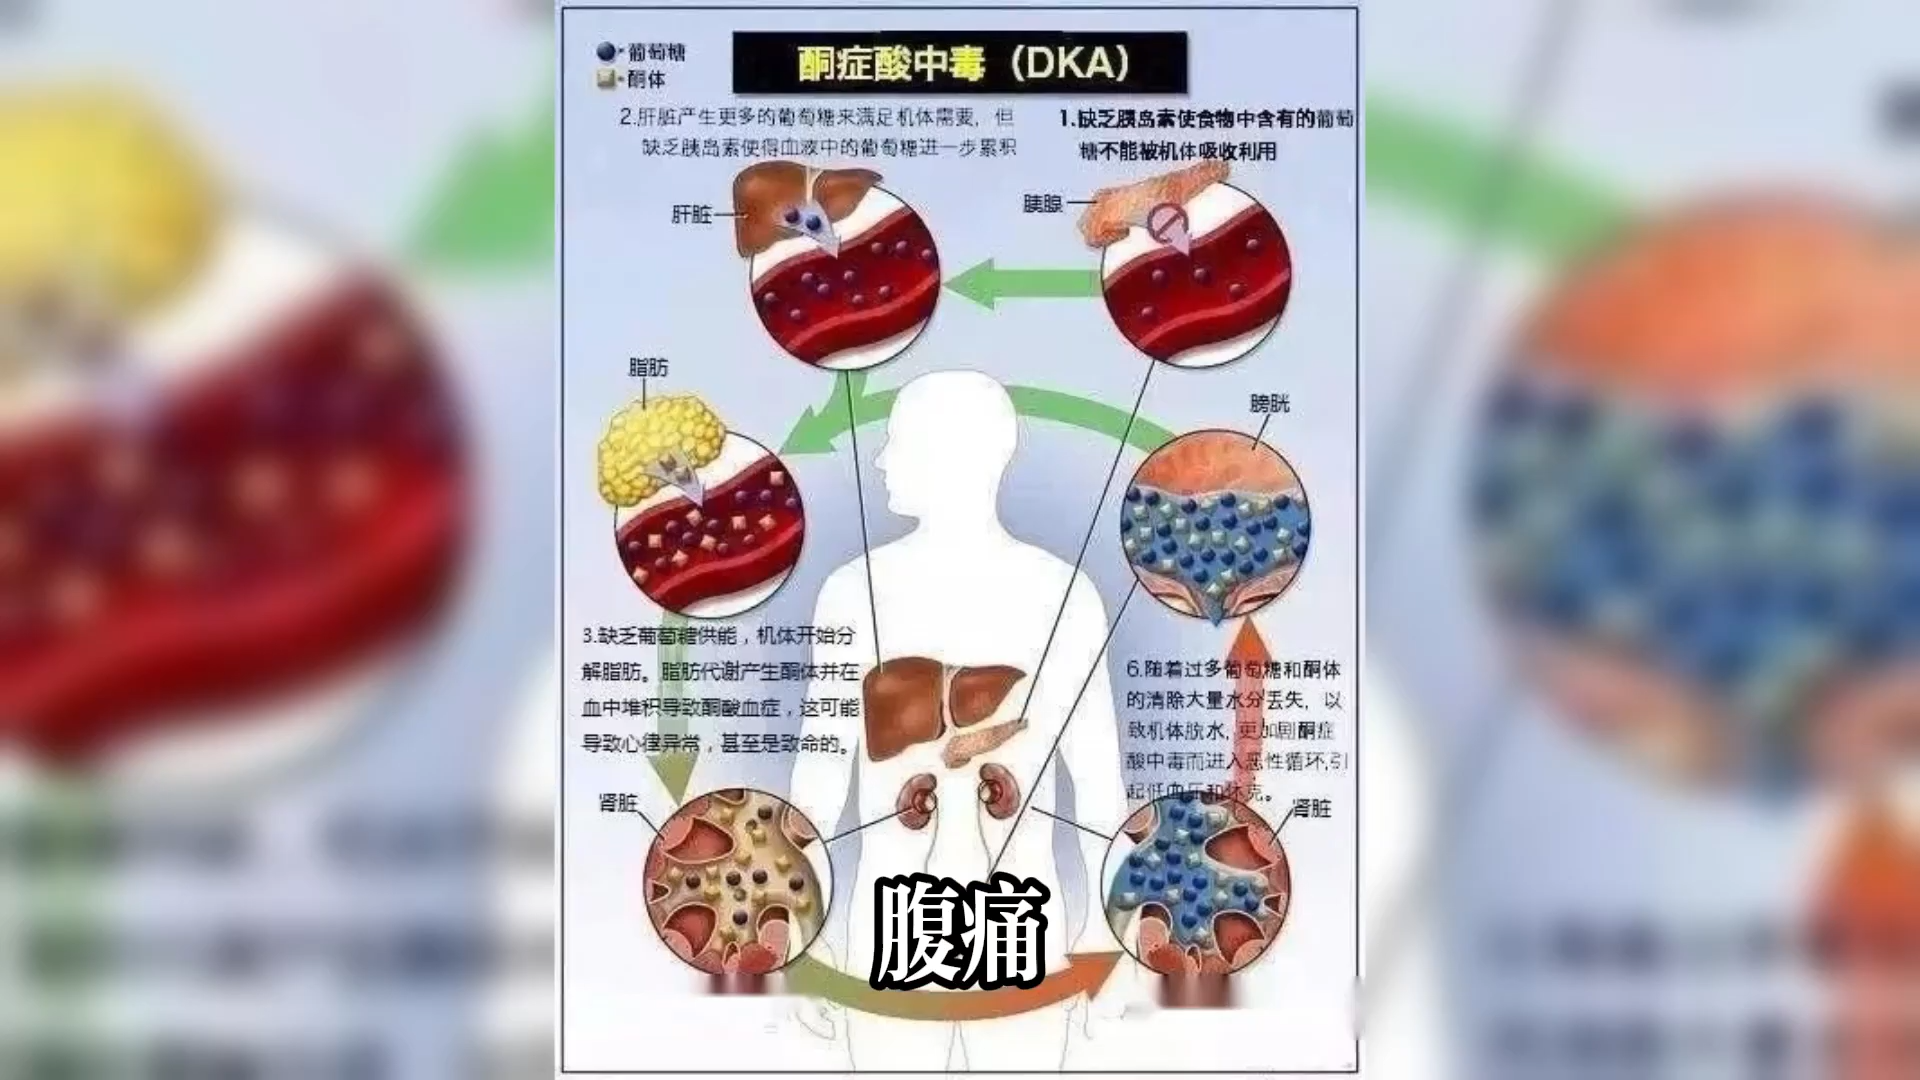 葡萄糖
酮体
酮症酸中毒（DKA）
2.肝脏产生更多的葡萄糖来满足机体需要，但
缺乏胰岛素使得血液中的葡萄糖进一步累积
1.缺乏胰岛素使食物中含有的葡萄
糖不能被机体吸收利用
肝脏
胰腺
脂肪
膀胱
3.缺乏葡萄糖供能，机体开始分
解脂肪。脂肪代谢产生酮体并在
血中堆积导致酮酸血症，这可能
导致心律异常，甚至是致命的。
6.随着过多葡萄糖和酮体
的清除大量水分丢失，以
致机体脱水，更加剧酮症
酸中毒而进入恶性循环,引
起低血压和休克。
肾脏
肾脏
腹痛